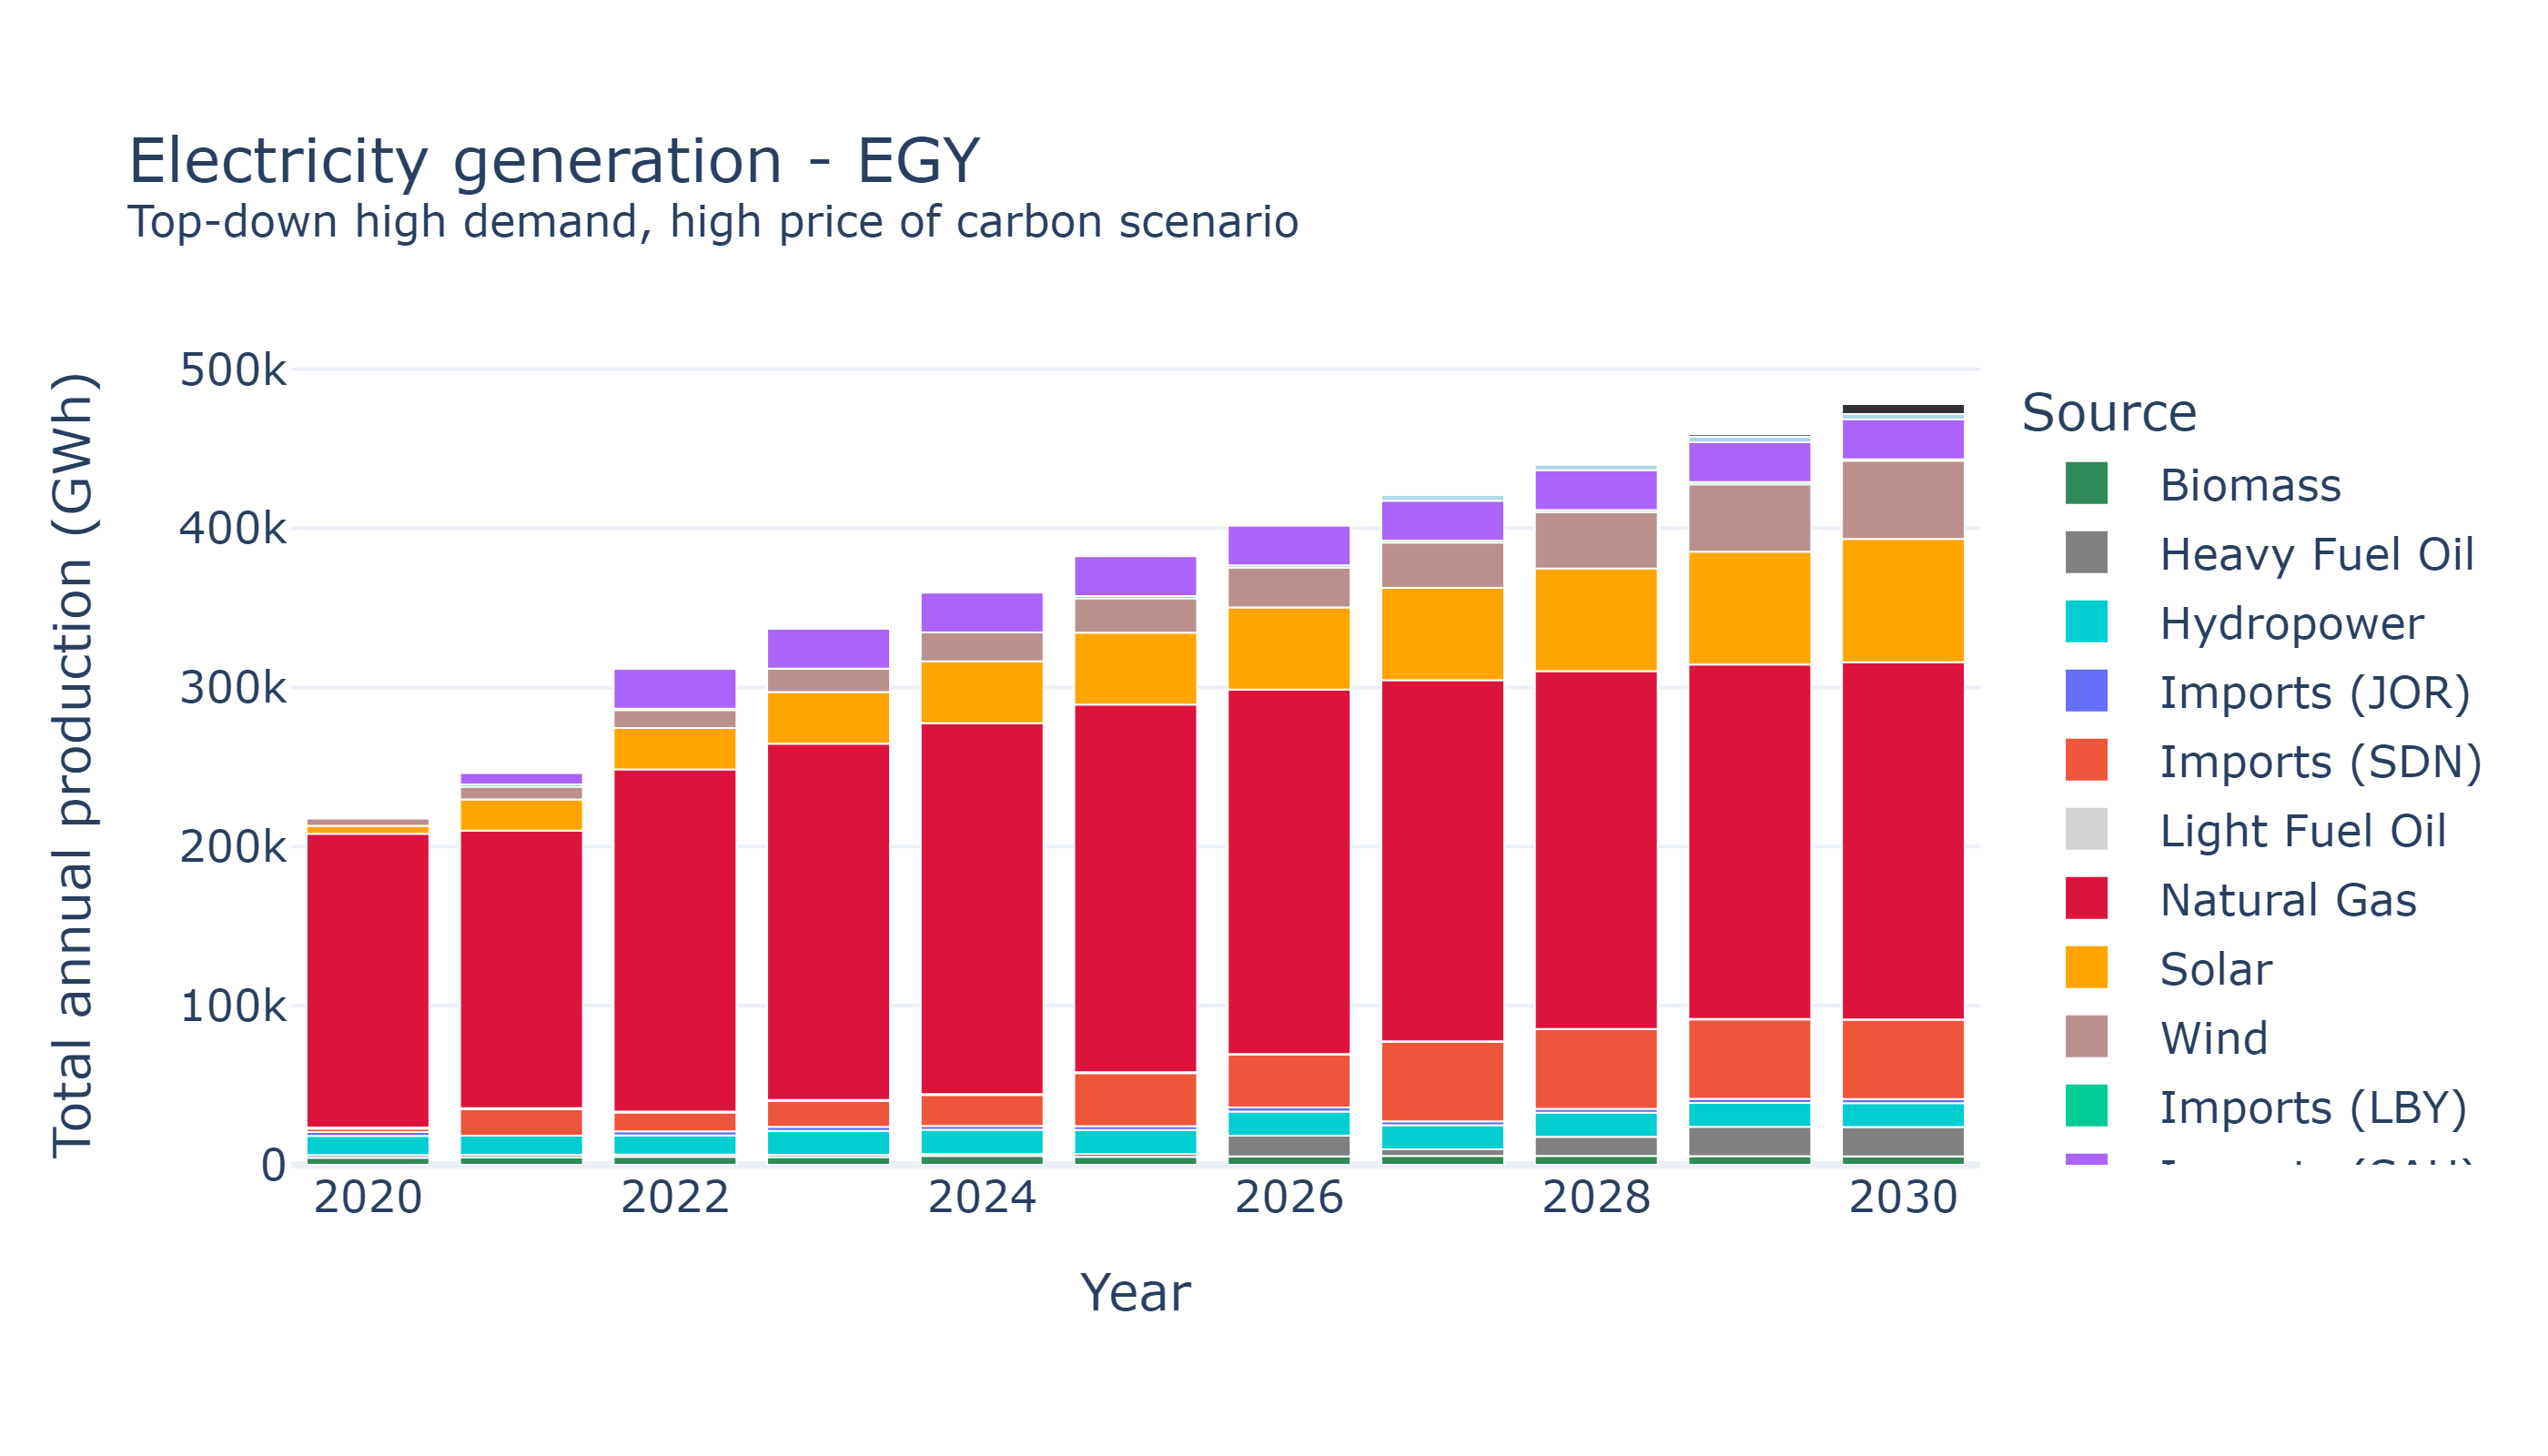 Electricity generation - EGY
Top-down high demand, high price of carbon scenario
Total annual production (GWh)
500k
400k
300k
200k
100k
0
2020
2022
2024
2026
2028
2030
Year
Source
Biomass
Heavy Fuel Oil
Hydropower
Imports (JOR)
Imports (SDN)
Light Fuel Oil
Natural Gas
Solar
Wind
Imports (LBY)